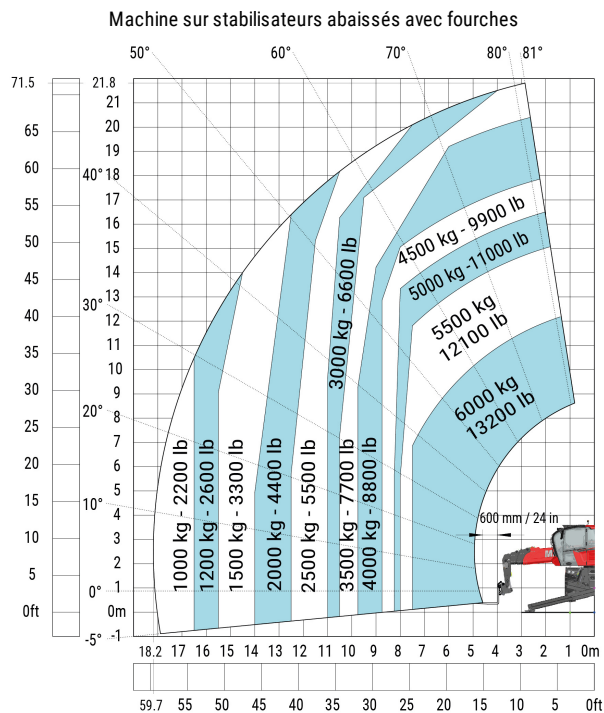 Machine sur stabilisateurs abaissés avec fourches
50°
60°
70°
80°
81°
71.5
21.8
21
65
20
19
60
40°
18
55
17
16
50
15
45
14
30°
13
40
12
35
11
10
30
9
20°
8
25
7
20
6
5
15
10°
4
10
3
2
5
0°
1
0ft
0m
-5°
-1
1000 kg - 2200 lb
1200 kg - 2600 lb
1500 kg - 3300 lb
2000 kg - 4400 lb
2500 kg - 5500 lb
3000 kg - 6600 lb
3500 kg - 7700 lb
4000 kg - 8800 lb
4500 kg - 9900 lb
5000 kg -11000 lb
5500 kg
12100 lb
6000 kg
13200 lb
600 mm / 24 in
18.2 17 16 15 14 13 12 11 10 9 8 7 6 5 4 3 2 1 0m
59.7 55 50 45 40 35 30 25 20 15 10 5 0ft